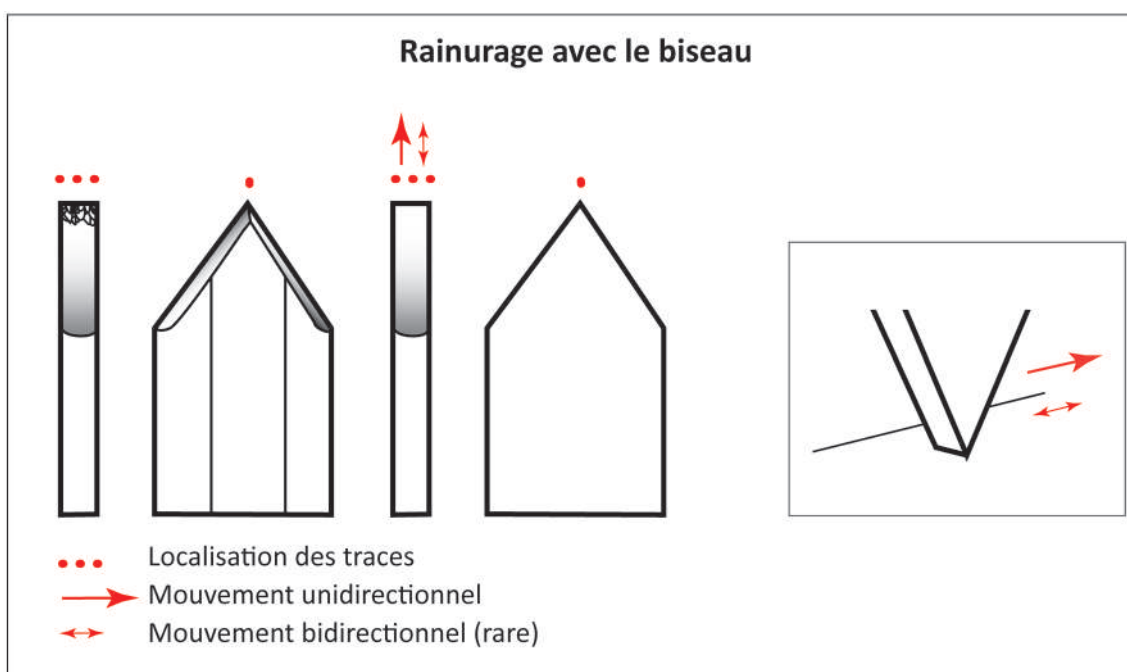 Rainurage avec le biseau
Localisation des traces
Mouvement unidirectionnel
Mouvement bidirectionnel (rare)